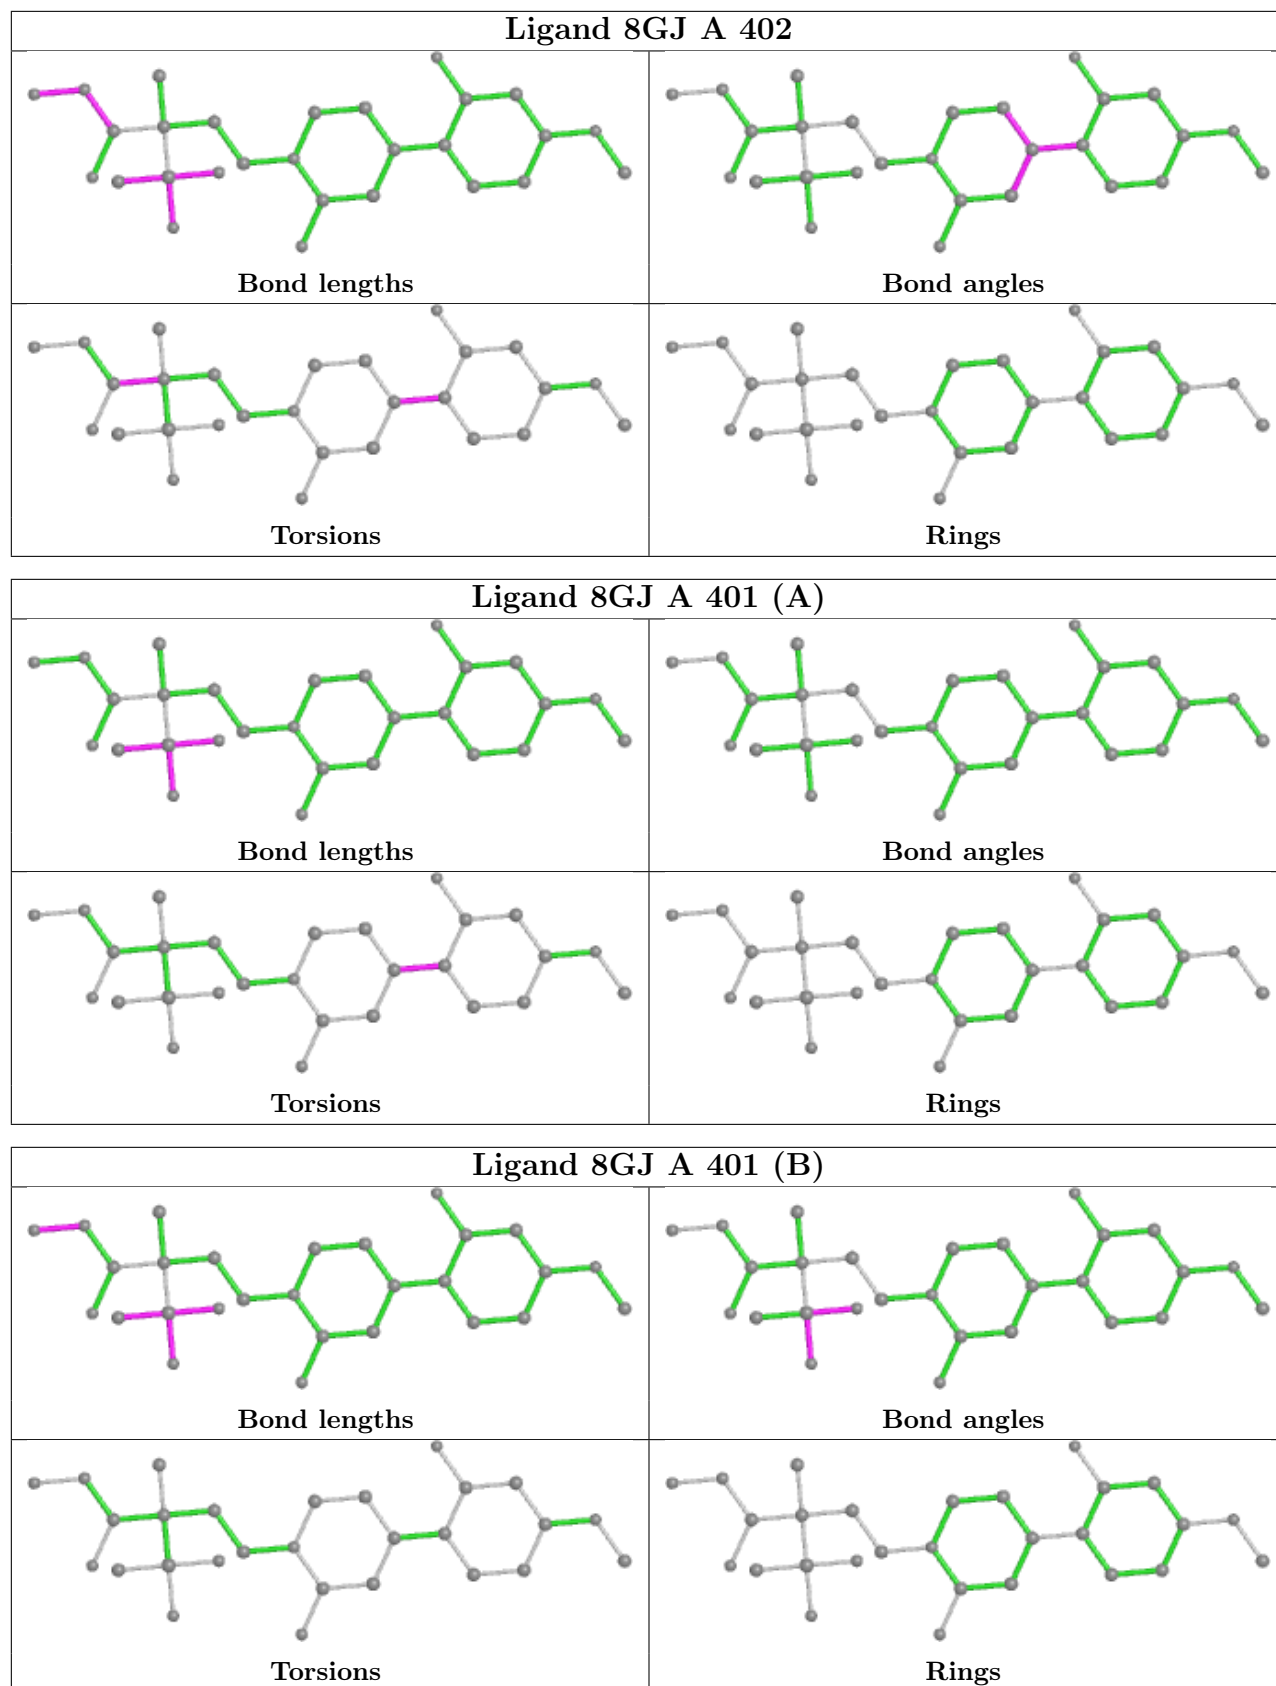 Ligand 8GJ A 402
Bond lengths
Bond angles
Torsions
Rings
Ligand 8GJ A 401 (A)
Bond lengths
Bond angles
Torsions
Rings
Ligand 8GJ A 401 (B)
Bond lengths
Bond angles
Torsions
Rings